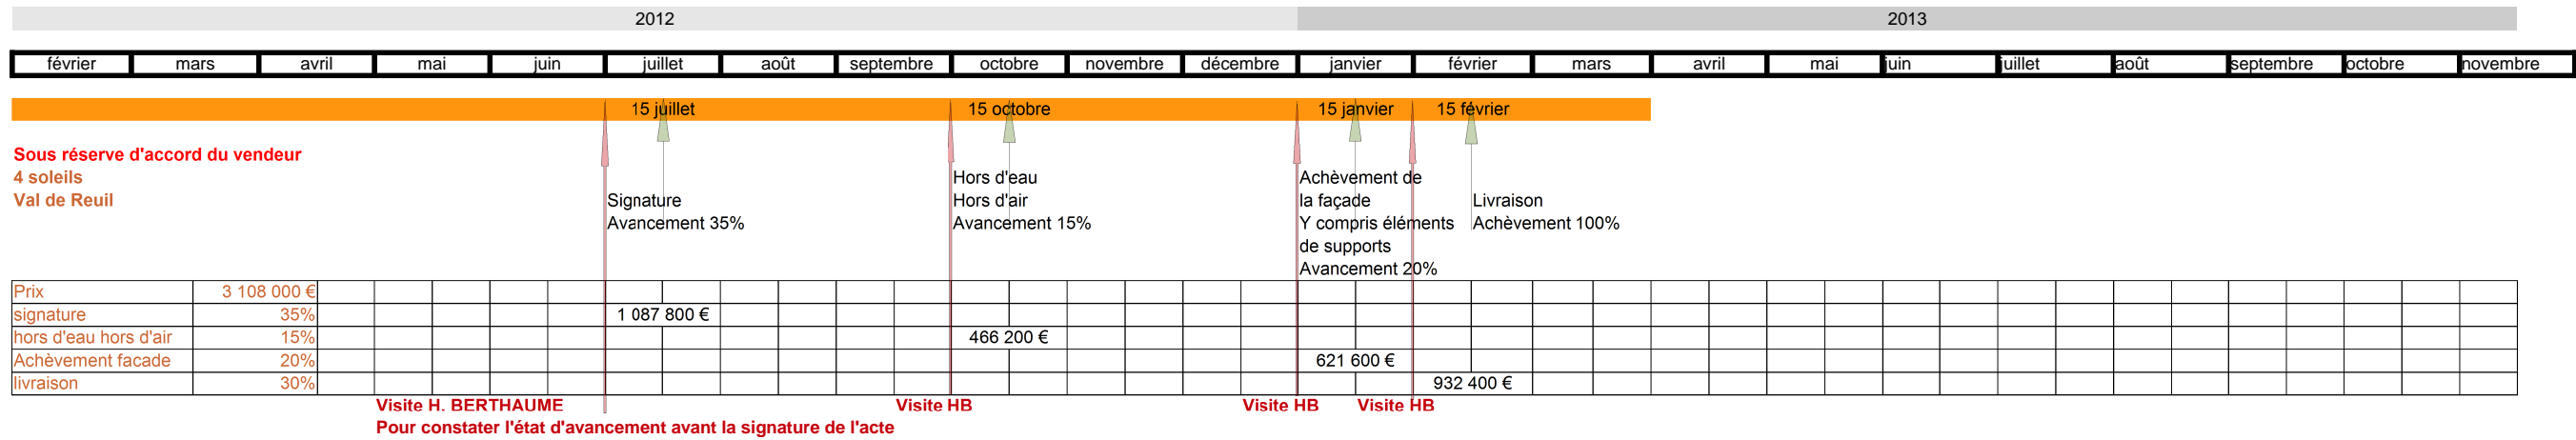 2012 2013
février mars avril mai juin juillet août septembre octobre novembre décembre janvier février mars avril mai juin juillet août septembre octobre novembre
15 juillet 15 octobre 15 janvier 15 février
Sous réserve d'accord du vendeur
4 soleils
Val de Reuil
Signature
Avancement 35%
Hors d'eau
Hors d'air
Avancement 15%
Achèvement de
la façade
Y compris éléments
de supports
Avancement 20%
Livraison
Achèvement 100%
Prix 3 108 000 €
signature 35% 1 087 800 €
hors d'eau hors d'air 15% 466 200 €
Achèvement facade 20% 621 600 €
livraison 30% 932 400 €
Visite H. BERTHAUME Visite HB Visite HB Visite HB
Pour constater l'état d'avancement avant la signature de l'acte